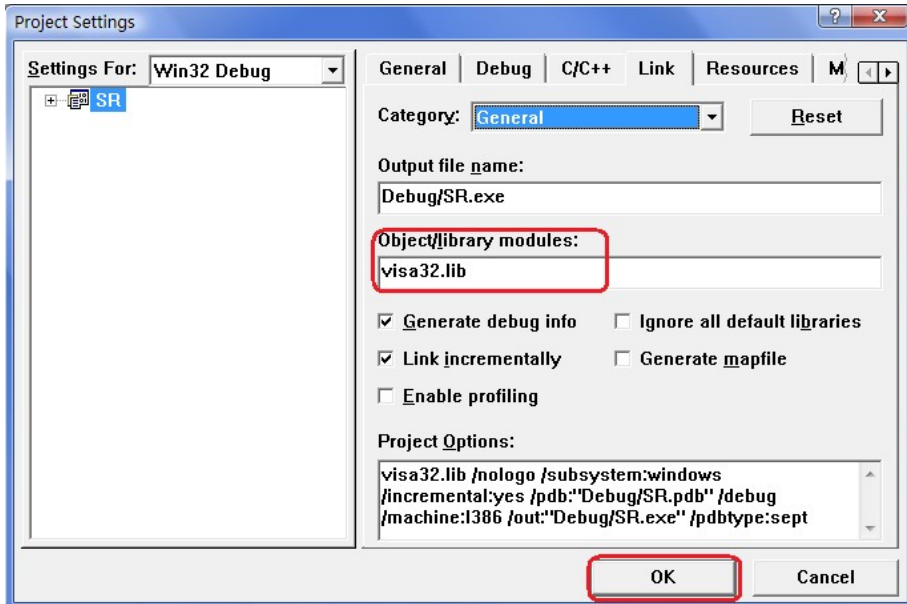 Project Settings
Settings For: Win32 Debug
SR
General Debug C/C++ Link Resources M
Category: General Reset
Output file name:
Debug/SR.exe
Object/library modules:
visa32.lib
Generate debug info Ignore all default libraries
Link incrementally Generate mapfile
Enable profiling
Project Options:
visa32.lib /nologo /subsystem:windows
/incremental:yes /pdb:"Debug/SR.pdb" /debug
/machine:I386 /out:"Debug/SR.exe" /pdbtype:sept
OK Cancel